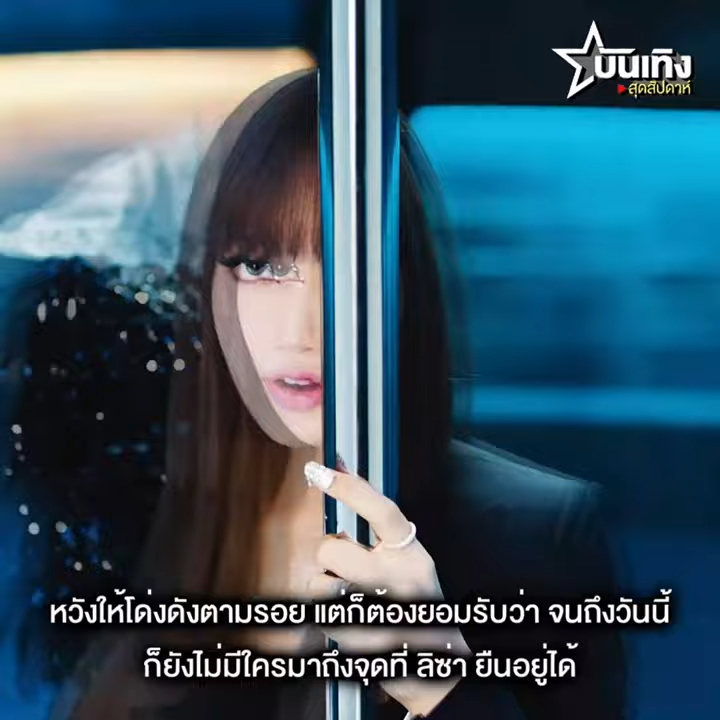 บันเทิง
สุดสัปดาห์
หวังให้โด่งดังตามรอย แต่ก็ต้องยอมรับว่า จนถึงวันนี้
ก็ยังไม่มีใครมาถึงจุดที่ ลิซ่า ยืนอยู่ได้